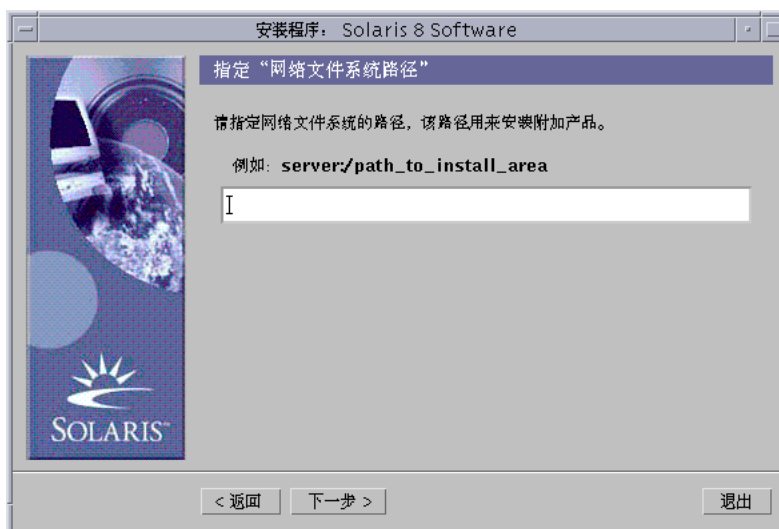 安装程序： Solaris 8 Software
指定“网络文件系统路径”
请指定网络文件系统的路径，该路径用来安装附加产品。
例如：server:/path_to_install_area
SOLARIS™
< 返回
下一步 >
退出